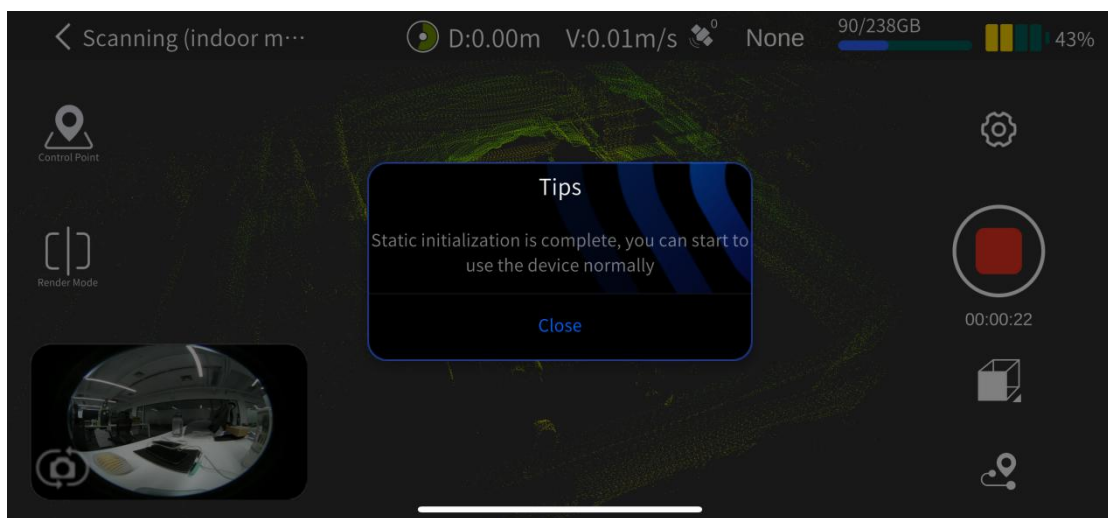 Scanning (indoor m···
D:0.00m
V:0.01m/s
0
None
90/238GB
43%
Control Point
Tips
Static initialization is complete, you can start to
use the device normally
Render Mode
Close
00:00:22